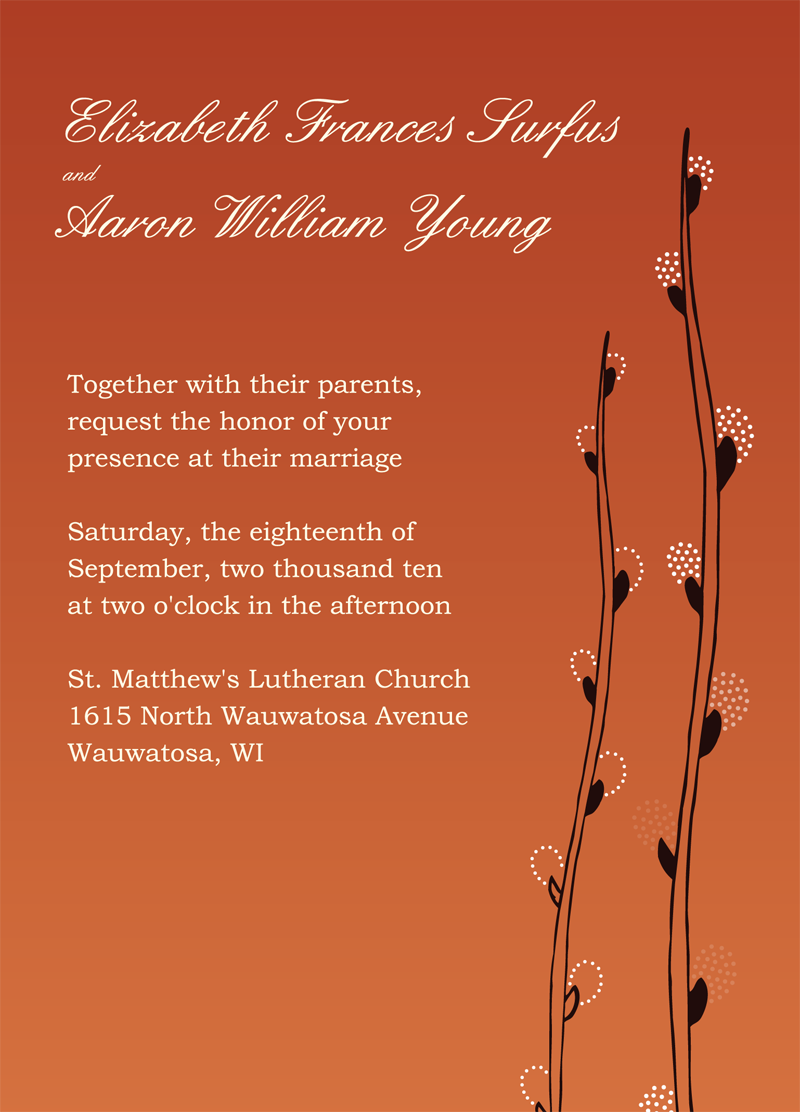 Elizabeth Frances Surfus
and
Aaron William Young
Together with their parents,
request the honor of your
presence at their marriage
Saturday, the eighteenth of
September, two thousand ten
at two o'clock in the afternoon
St. Matthew's Lutheran Church
1615 North Wauwatosa Avenue
Wauwatosa, WI